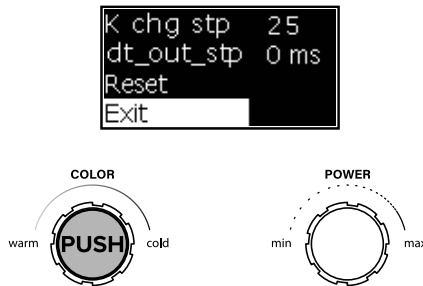 K chg stp 25
dt_out_stp 0 ms
Reset
Exit
COLOR
POWER
warm
PUSH
cold
min
max